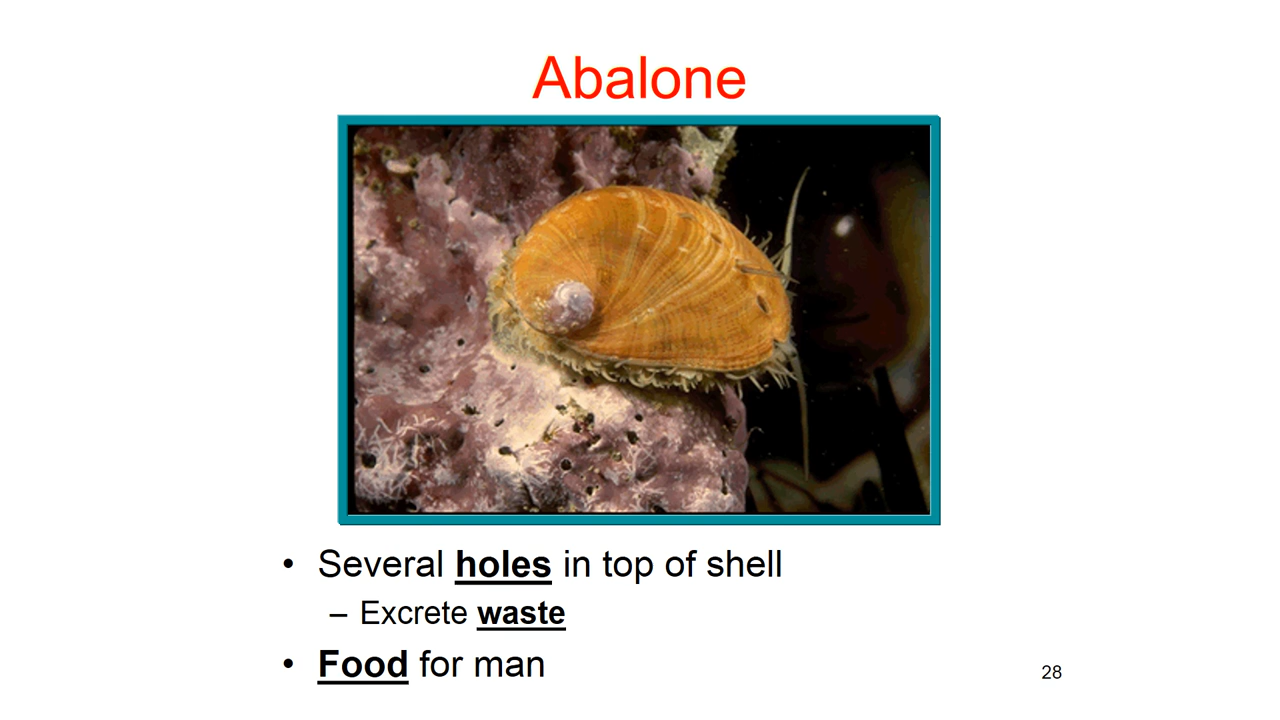 Abalone
• Several holes in top of shell
– Excrete waste
• Food for man
28